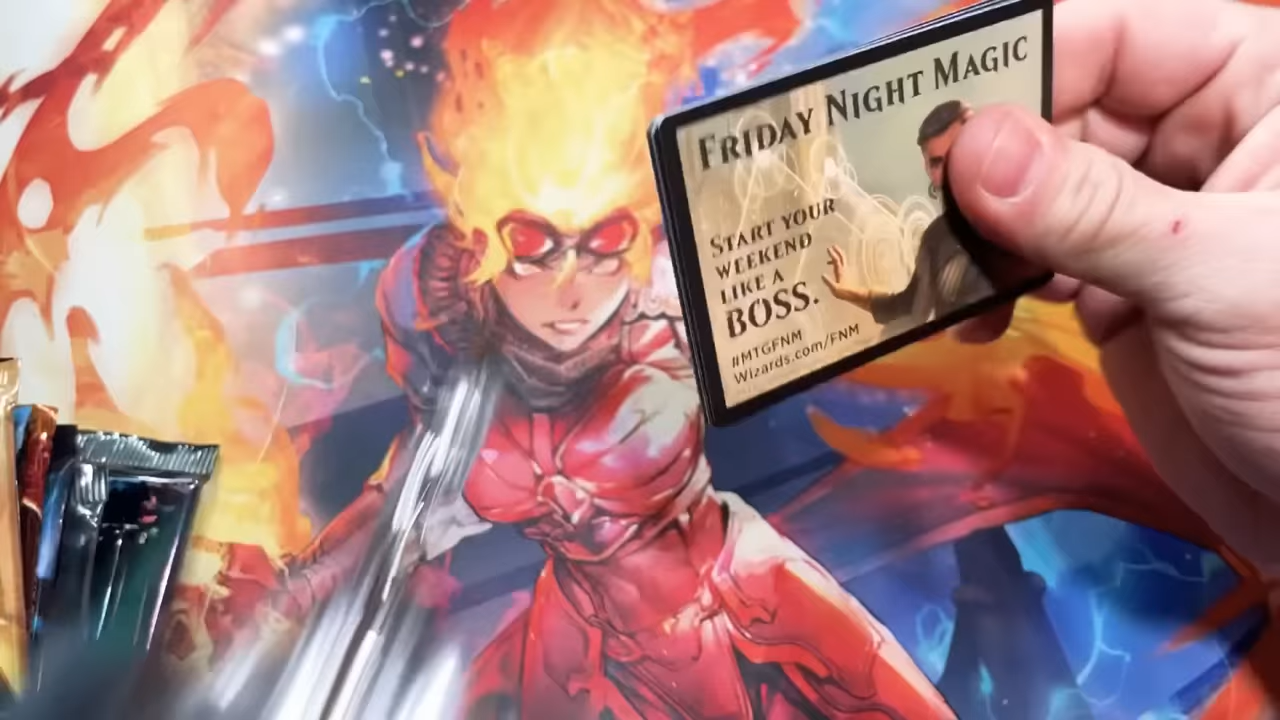 FRIDAY NIGHT MAGIC
START YOUR
WEEKEND
LIKE A
BOSS.
#MTGFNM
Wizards.com/FNM